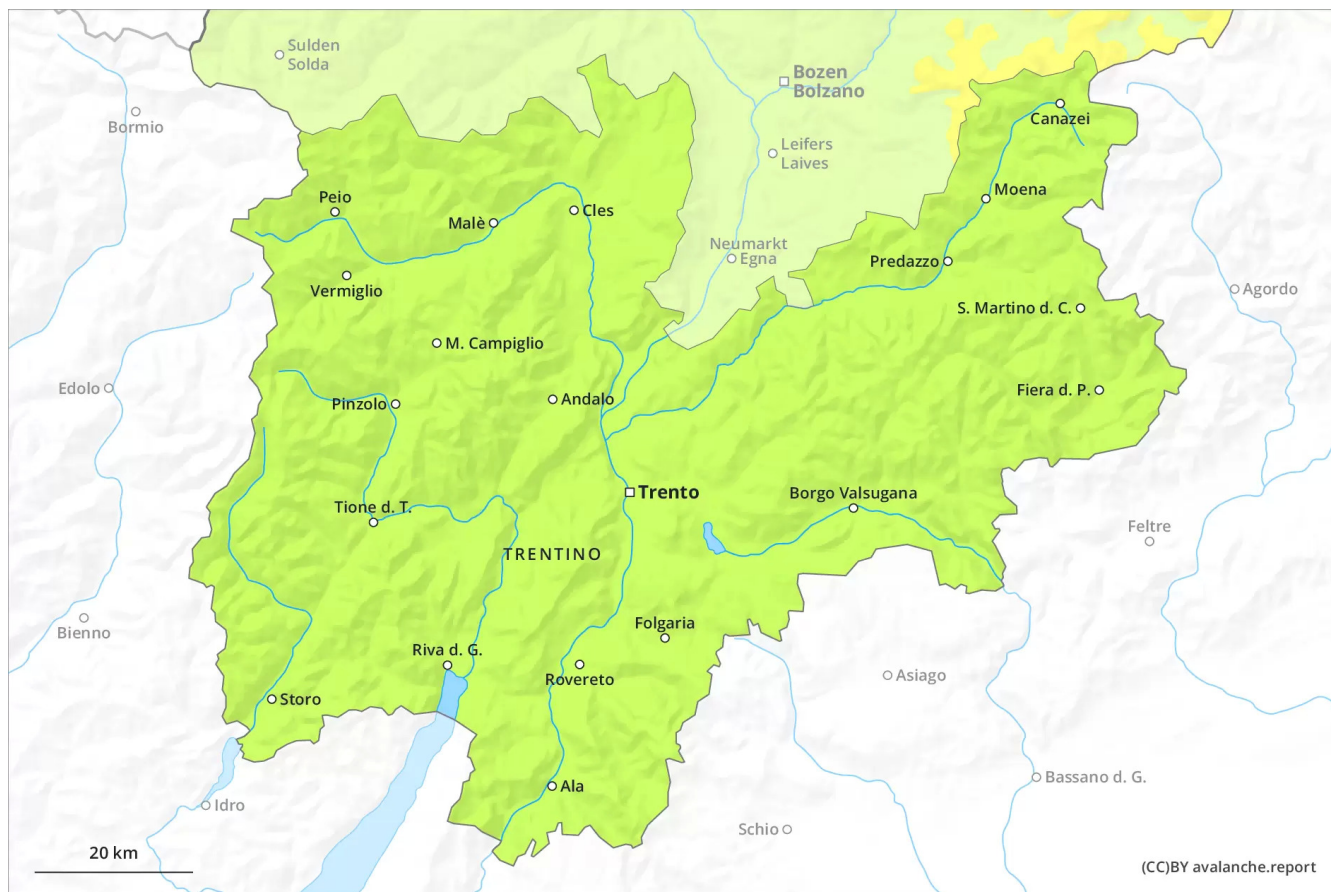 Sulden
Solda
Bozen
Bolzano
Bormio
Canazei
Leifers
Laives
Peio
Malè
Cles
Moena
Neumarkt
Egna
Predazzo
Vermiglio
Agordo
S. Martino d. C.
M. Campiglio
Edolo
Pinzolo
Andalo
Fiera d. P.
Trento
Borgo Valsugana
Tione d. T.
Feltre
TRENTINO
Bienno
Folgaria
Riva d. G.
Rovereto
Asiago
Storo
Bassano d. G.
Ala
Idro
Schio
20 km
(CC)BY avalanche.report